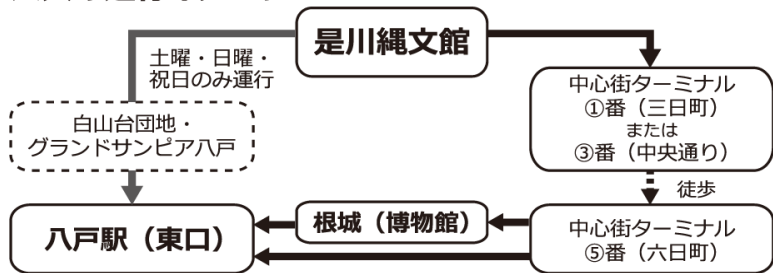 是川縄文館
土曜・日曜・
祝日のみ運行
白山台団地・
グランドサンピア八戸
中心街ターミナル
①番（三日町）
または
③番（中央通り）
徒歩
八戸駅（東口）
根城（博物館）
中心街ターミナル
⑤番（六日町）